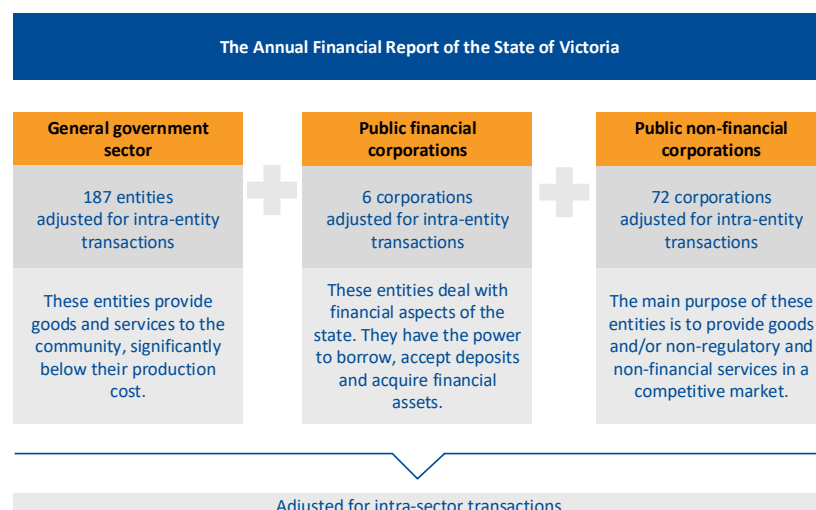 The Annual Financial Report of the State of Victoria
General government
sector
187 entities
adjusted for intra-entity
transactions
These entities provide
goods and services to the
community, significantly
below their production
cost.
Public financial
corporations
6 corporations
adjusted for intra-entity
transactions
These entities deal with
financial aspects of the
state. They have the power
to borrow, accept deposits
and acquire financial
assets.
Public non-financial
corporations
72 corporations
adjusted for intra-entity
transactions
The main purpose of these
entities is to provide goods
and/or non-regulatory and
non-financial services in a
competitive market.
Adjusted for intra-sector transactions